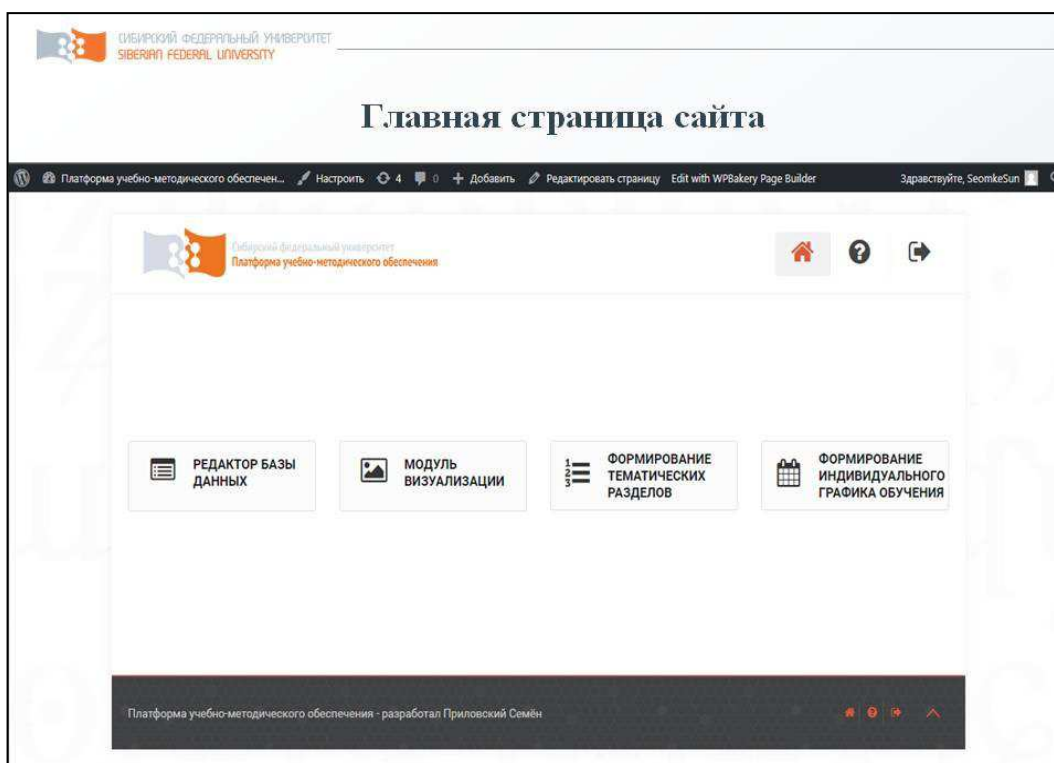 СИБИРСКИЙ ФЕДЕРАЛЬНЫЙ УНИВЕРСИТЕТ
SIBERIAN FEDERAL UNIVERSITY
Главная страница сайта
Платформа учебно-методического обеспечен... Настроить 4 0 Добавить Редактировать страницу Edit with WPBakery Page Builder Здравствуйте, SeomkeSun
Сибирский федеральный университет
Платформа учебно-методического обеспечения
РЕДАКТОР БАЗЫ
ДАННЫХ
МОДУЛЬ
ВИЗУАЛИЗАЦИИ
ФОРМИРОВАНИЕ
ТЕМАТИЧЕСКИХ
РАЗДЕЛОВ
ФОРМИРОВАНИЕ
ИНДИВИДУАЛЬНОГО
ГРАФИКА ОБУЧЕНИЯ
Платформа учебно-методического обеспечения - разработал Приловский Семён